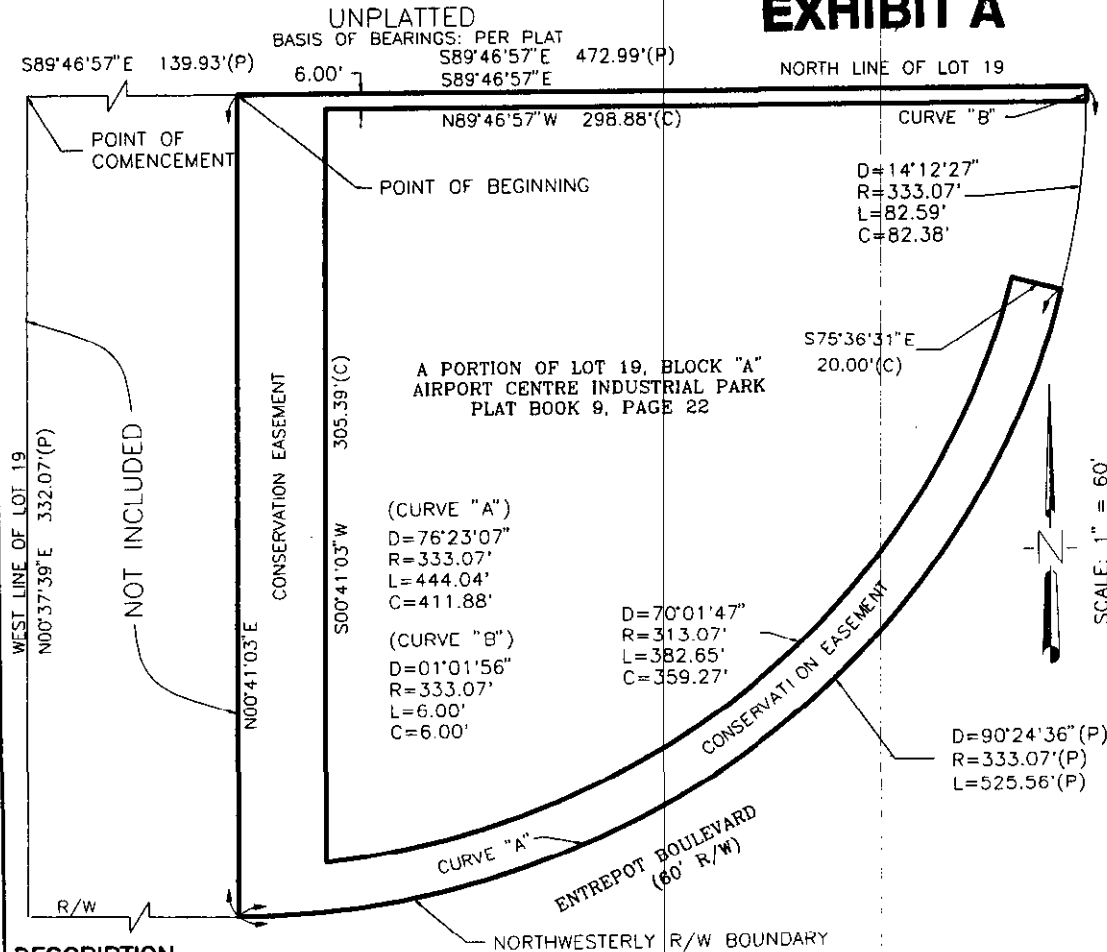 EXHIBIT A
UNPLATTED
BASIS OF BEARINGS: PER PLAT
S89°46'57"E 139.93'(P)
S89°46'57"E 472.99'(P)
6.00'
S89°46'57"E
NORTH LINE OF LOT 19
N89°46'57"W 298.88'(C)
CURVE "B"
POINT OF
COMENCEMENT
POINT OF BEGINNING
D=14°12'27"
R=333.07'
L=82.59'
C=82.38'
S75°36'31"E
20.00'(C)
A PORTION OF LOT 19, BLOCK "A"
AIRPORT CENTRE INDUSTRIAL PARK
PLAT BOOK 9, PAGE 22
WEST LINE OF LOT 19
N00°37'39"E 332.07'(P)
NOT INCLUDED
N00°41'03"E
CONSERVATION EASEMENT
S00°41'03"W
305.39'(C)
(CURVE "A")
D=76°23'07"
R=333.07'
L=444.04'
C=411.88'
(CURVE "B")
D=01°01'56"
R=333.07'
L=6.00'
C=6.00'
D=70°01'47"
R=313.07'
L=382.65'
C=359.27'
CONSERVATION EASEMENT
N
SCALE: 1" = 60'
D=90°24'36"(P)
R=333.07'(P)
L=525.56'(P)
CURVE "A"
ENTREPOT BOULEVARD
(60' R/W)
R/W
NORTHWESTERLY R/W BOUNDARY
DESCRIPTION